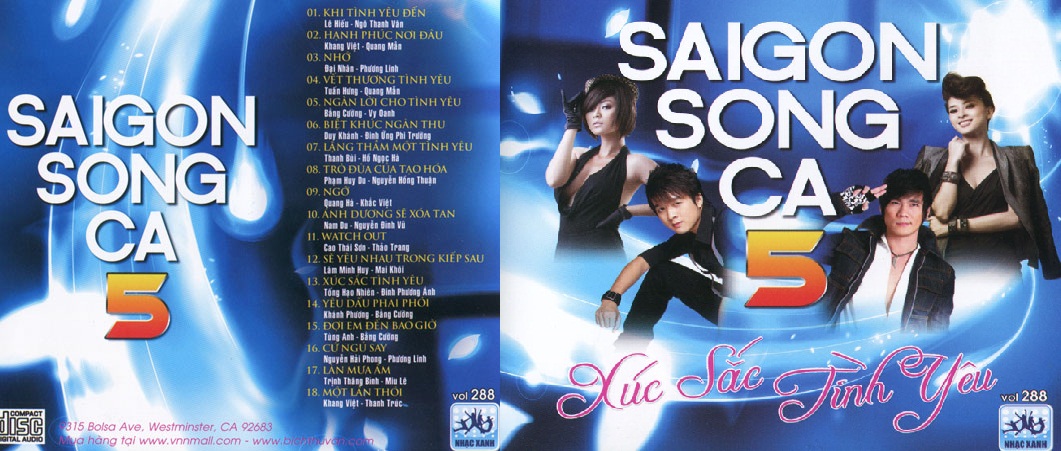 SAIGON
SONG
CA
5
01. KHI TÌNH YÊU ĐẾN
Lê Hiếu - Ngô Thanh Vân
02. HẠNH PHÚC NƠI ĐÂU
Khang Việt - Quang Mẫn
03. NHỚ
Đại Nhân - Phương Linh
04. VẾT THƯƠNG TÌNH YÊU
Tuấn Hưng - Quang Mẫn
05. NGÀN LỜI CHO TÌNH YÊU
Bằng Cường - Vy Oanh
06. BIỆT KHÚC NGÀN THU
Duy Khánh - Đinh Ứng Phi Trường
07. LẶNG THẦM MỘT TÌNH YÊU
Thanh Bùi - Hồ Ngọc Hà
08. TRÒ ĐÙA CỦA TẠO HÓA
Phạm Huy Du - Nguyễn Hồng Thuận
09. NGỠ
Quang Hà - Khắc Việt
10. ÁNH DƯƠNG SẼ XÓA TAN
Nam Du - Nguyễn Đình Vũ
11. WATCH OUT
Cao Thái Sơn - Thảo Trang
12. SẼ YÊU NHAU TRONG KIẾP SAU
Lâm Minh Huy - Mai Khôi
13. XÚC SẮC TÌNH YÊU
Tống Hạo Nhiên - Đinh Phương Ánh
14. YÊU DẤU PHAI PHÔI
Khánh Phương - Bằng Cường
15. ĐỢI EM ĐẾN BAO GIỜ
Tùng Anh - Bằng Cường
16. CỨ NGỦ SAY
Nguyễn Hải Phong - Phương Linh
17. LÀN MƯA ÂM
Trịnh Thăng Bình - Miu Lê
18. MỘT LẦN THÔI
Khang Việt - Thanh Trúc
vol 288
NHẠC XANH
COMPACT
disc
DIGITAL AUDIO
9315 Bolsa Ave, Westminster, CA 92683
Mua hàng tại www.vnnmall.com - www.bichthuvan.com
SAIGON
SONG
CA
5
Xúc Sắc Tình Yêu
vol 288
NHẠC XANH